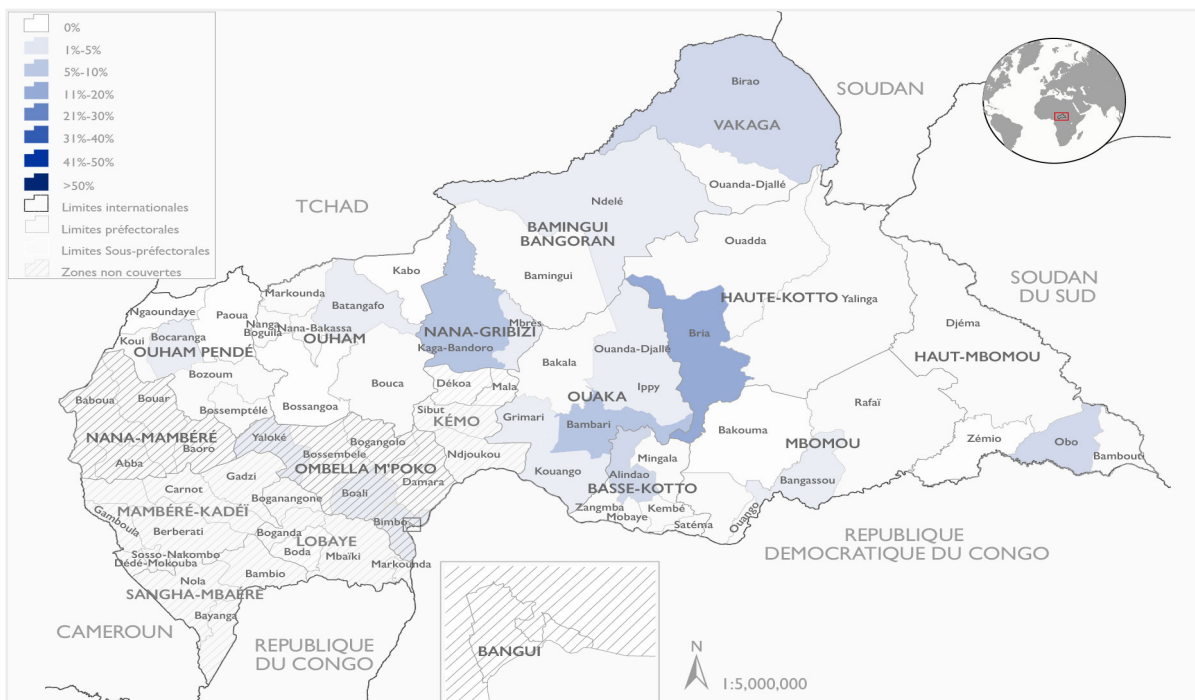 0%
1%-5%
5%-10%
11%-20%
21%-30%
31%-40%
41%-50%
>50%
Limites internationales
Limites préfectorales
Limites Sous-préfectorales
Zones non couvertes
Birao
SOUDAN
VAKAGA
Ouanda-Djallé
TCHAD
Ndelé
BAMINGUI
BANGORAN
Ouadda
Kabo
Bamingui
SOUDAN
DU SUD
Markounda
Batangafo
HAUTE-KOTTO
Yalinga
Ngaoundaye
Paoua
Nanga
Boguila
Nana-Bakassa
NANA-GRIBIZI
Mbrès
Djéma
Koui
Bocaranga
OUHAM PENDÉ
OUHAM
Kaga-Bandoro
Ouanda-Djallé
Bria
HAUT-MBOMOU
Bozoum
Bouca
Bakala
Dékoa
Mala
OUAKA
Ippy
Baboua
Bouar
Bossemptélé
Bossangoa
Sibut
KÉMO
Grimari
Bambari
Rafaï
NANA-MAMBÉRÉ
Baoro
Yaloké
Bogangolo
Bossembele
Ndjoukou
Bakouma
MBOMOU
Zémio
Obo
Bambouti
Abba
OMBELLA M'POKO
Damara
Mingala
Gadzi
Kouango
Alindao
BASSE-KOTTO
Bangassou
Carnot
Boganangone
Boali
Zangmba
Mobaye
Kembé
Satéma
Ouango
MAMBÉRÉ-KADÉÏ
Gamboula
Berberati
Boganda
LOBAYE
Bimbo
Sosso-Nakombo
Dédé-Mokouba
Boda
Mbaïki
Markounda
REPUBLIQUE
DEMOCRATIQUE DU CONGO
Nola
Bambio
SANGHA-MBAÉRÉ
Bayanga
CAMEROUN
REPUBLIQUE
DU CONGO
BANGUI
N
1:5,000,000